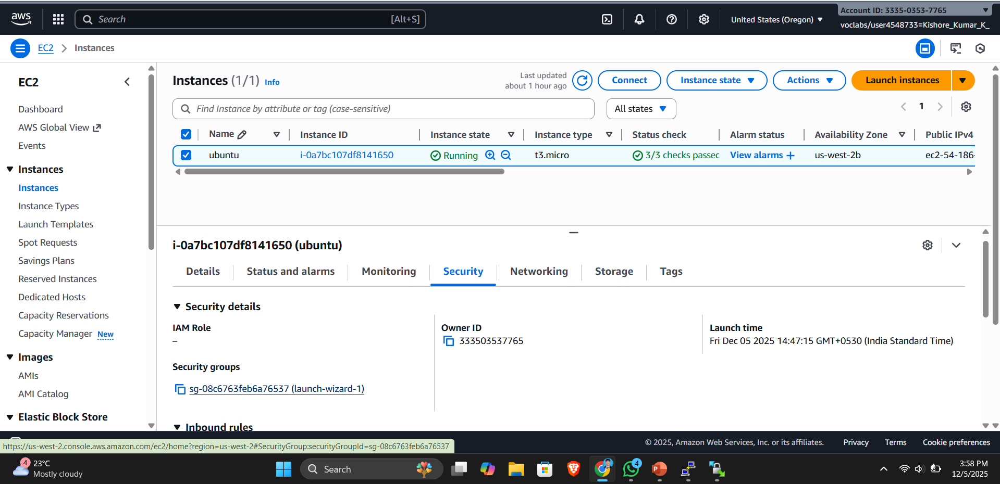 aws
Search
[Alt+S]
United States (Oregon)
Account ID: 3335-0353-7765
voclabs/user4548733=Kishore_Kumar_K_
EC2
Instances
EC2
Dashboard
AWS Global View
Events
Instances
Instances
Instance Types
Launch Templates
Spot Requests
Savings Plans
Reserved Instances
Dedicated Hosts
Capacity Reservations
Capacity Manager New
Images
AMIs
AMI Catalog
Elastic Block Store
Instances (1/1) Info
Last updated
about 1 hour ago
Connect
Instance state
Actions
Launch instances
Find Instance by attribute or tag (case-sensitive)
All states
1
Name Instance ID Instance state Instance type Status check Alarm status Availability Zone Public IPv4
ubuntu i-0a7bc107df8141650 Running t3.micro 3/3 checks passed View alarms + us-west-2b ec2-54-186-
i-0a7bc107df8141650 (ubuntu)
Details
Status and alarms
Monitoring
Security
Networking
Storage
Tags
Security details
IAM Role
–
Owner ID
333503537765
Launch time
Fri Dec 05 2025 14:47:15 GMT+0530 (India Standard Time)
Security groups
sg-08c6763feb6a76537 (launch-wizard-1)
Inbound rules
https://us-west-2.console.aws.amazon.com/ec2/home?region=us-west-2#SecurityGroup:securityGroupId=sg-08c6763feb6a76537
© 2025, Amazon Web Services, Inc. or its affiliates.
Privacy
Terms
Cookie preferences
4
23°C
Mostly cloudy
Search
4
P
3:58 PM
12/5/2025